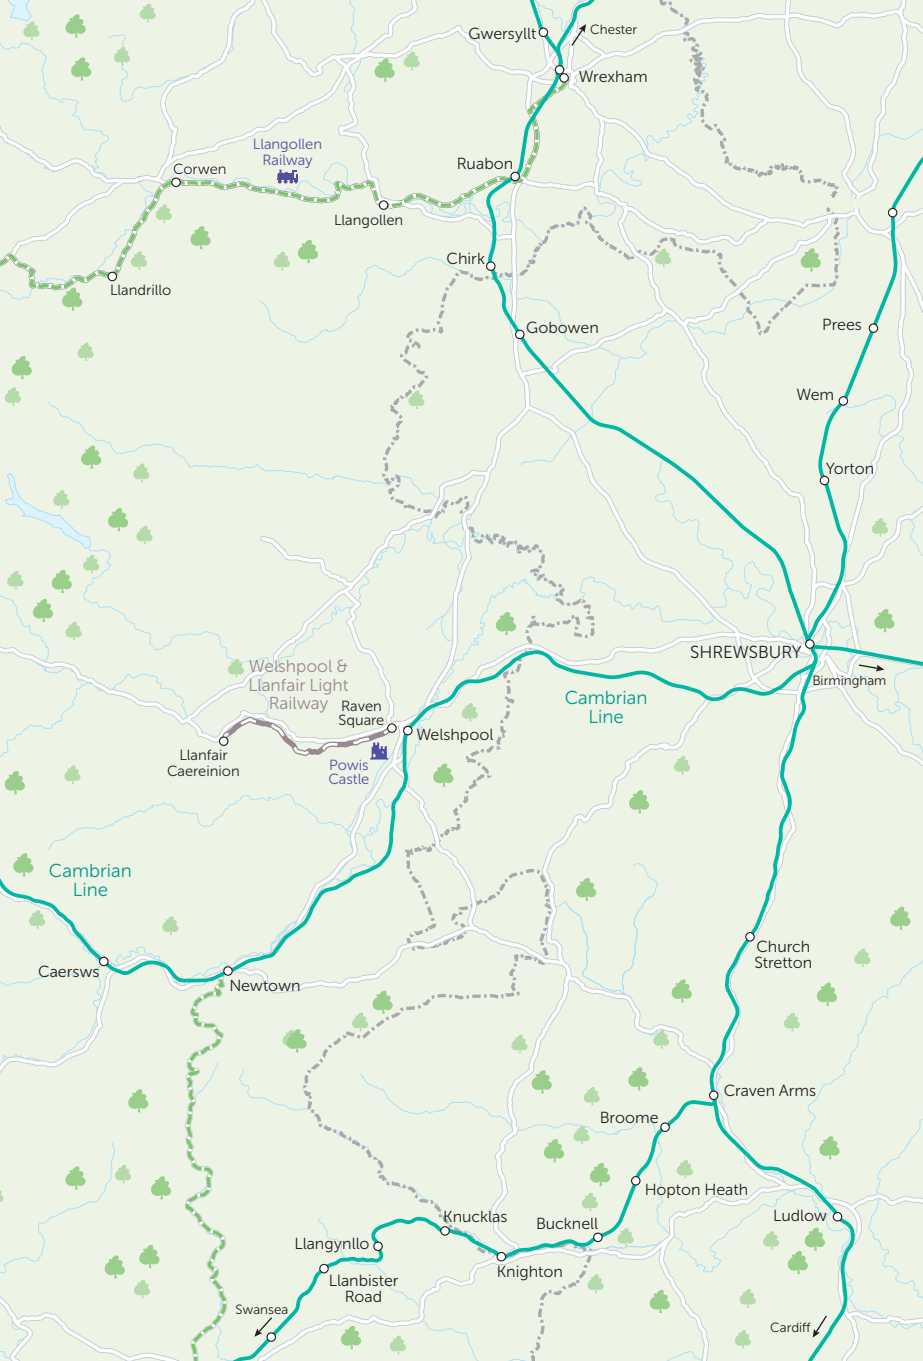 Chester
Gwersyllt
Wrexham
Llangollen
Railway
Ruabon
Corwen
Llangollen
Chirk
Llandrillo
Gobowen
Prees
Wem
Yorton
SHREWSBURY
Birmingham
Welshpool &
Llanfair Light
Railway
Raven
Square
Cambrian
Line
Welshpool
Llanfair
Caereinion
Powis
Castle
Cambrian
Line
Church
Stretton
Caersws
Newtown
Craven Arms
Broome
Hopton Heath
Knucklas
Bucknell
Ludlow
Llangynllo
Knighton
Llanbister
Road
Swansea
Cardiff